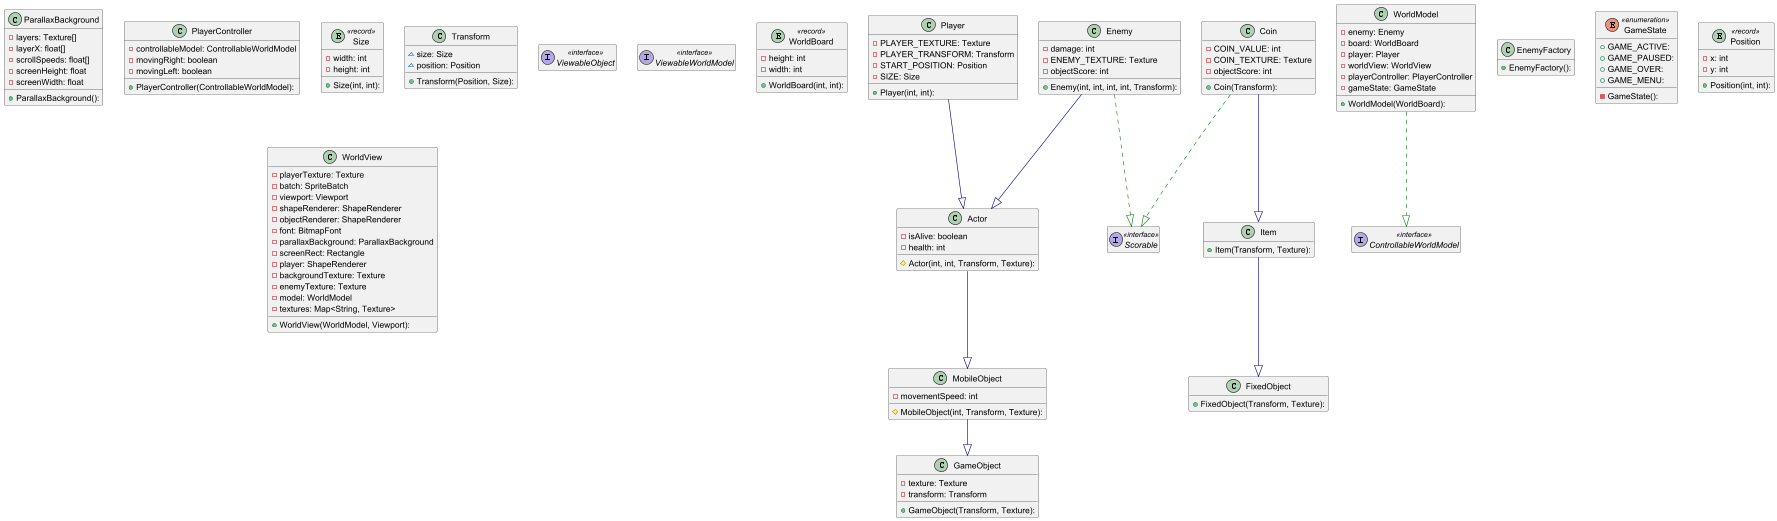 C ParallaxBackground
layers: Texture[]
layerX: float[]
scrollSpeeds: float[]
screenHeight: float
screenWidth: float
ParallaxBackground():
C PlayerController
controllableModel: ControllableWorldModel
movingRight: boolean
movingLeft: boolean
PlayerController(ControllableWorldModel):
R «record»
Size
width: int
height: int
Size(int, int):
C Transform
~ size: Size
~ position: Position
Transform(Position, Size):
I «interface»
ViewableObject
I «interface»
ViewableWorldModel
R «record»
WorldBoard
height: int
width: int
WorldBoard(int, int):
C Player
PLAYER_TEXTURE: Texture
PLAYER_TRANSFORM: Transform
START_POSITION: Position
SIZE: Size
Player(int, int):
C Enemy
damage: int
ENEMY_TEXTURE: Texture
objectScore: int
Enemy(int, int, int, int, Transform):
C Coin
COIN_VALUE: int
COIN_TEXTURE: Texture
objectScore: int
Coin(Transform):
C WorldModel
enemy: Enemy
board: WorldBoard
player: Player
worldView: WorldView
playerController: PlayerController
gameState: GameState
WorldModel(WorldBoard):
C EnemyFactory
EnemyFactory():
E «enumeration»
GameState
GAME_ACTIVE:
GAME_PAUSED:
GAME_OVER:
GAME_MENU:
GameState():
R «record»
Position
x: int
y: int
Position(int, int):
C WorldView
playerTexture: Texture
batch: SpriteBatch
viewport: Viewport
shapeRenderer: ShapeRenderer
objectRenderer: ShapeRenderer
font: BitmapFont
parallaxBackground: ParallaxBackground
screenRect: Rectangle
player: ShapeRenderer
backgroundTexture: Texture
enemyTexture: Texture
model: WorldModel
textures: Map<String, Texture>
WorldView(WorldModel, Viewport):
C Actor
isAlive: boolean
health: int
Actor(int, int, Transform, Texture):
I «interface»
Scorable
C Item
Item(Transform, Texture):
I «interface»
ControllableWorldModel
C MobileObject
movementSpeed: int
MobileObject(int, Transform, Texture):
C FixedObject
FixedObject(Transform, Texture):
C GameObject
texture: Texture
transform: Transform
GameObject(Transform, Texture):